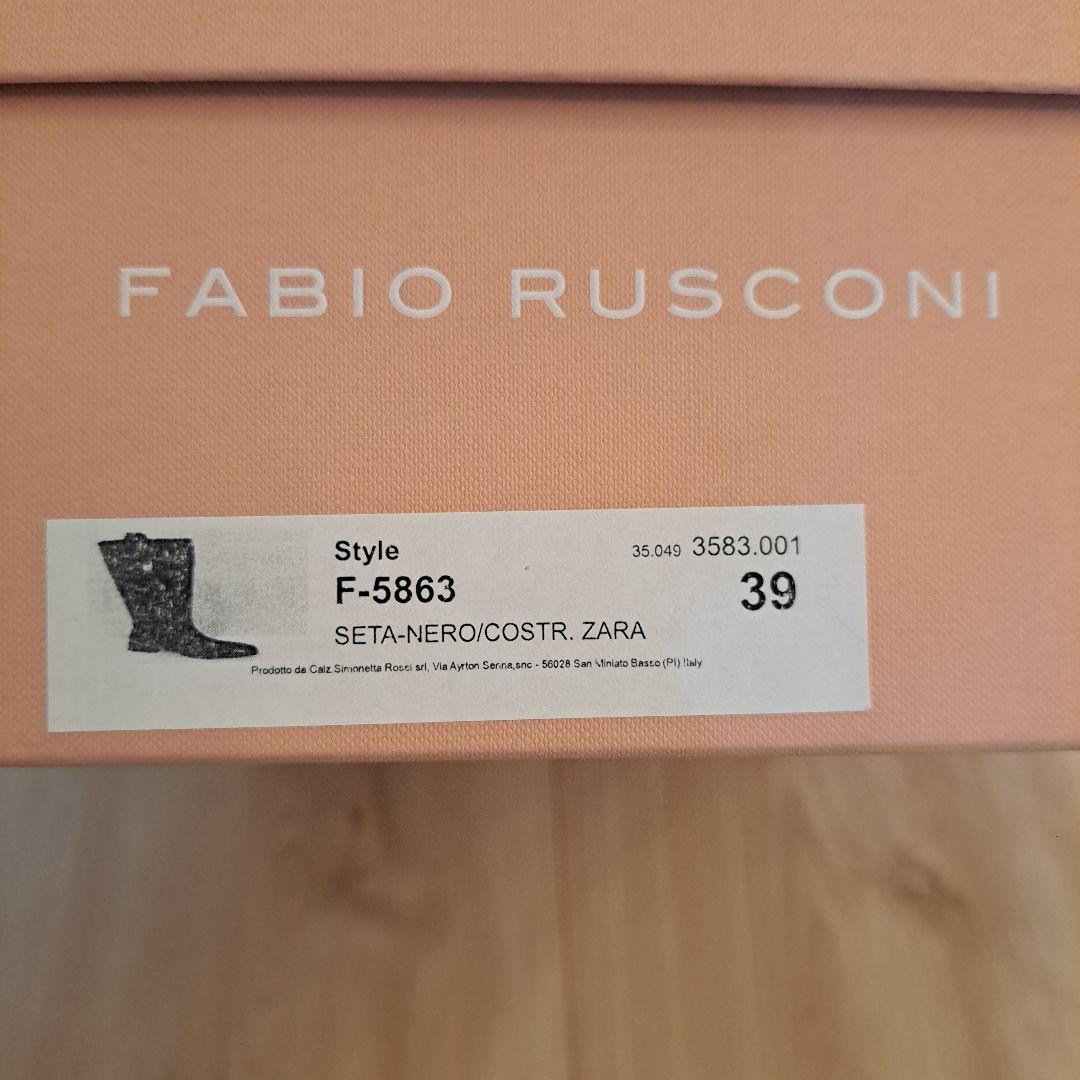 FABIO RUSCONI
Style 35.049 3583.001
F-5863 39
SETA-NERO/COSTR. ZARA
Prodotto da Calz.Simonetta Rossi srl, Via Ayrton Senna,snc - 56028 San Miniato Basso (PI) Italy